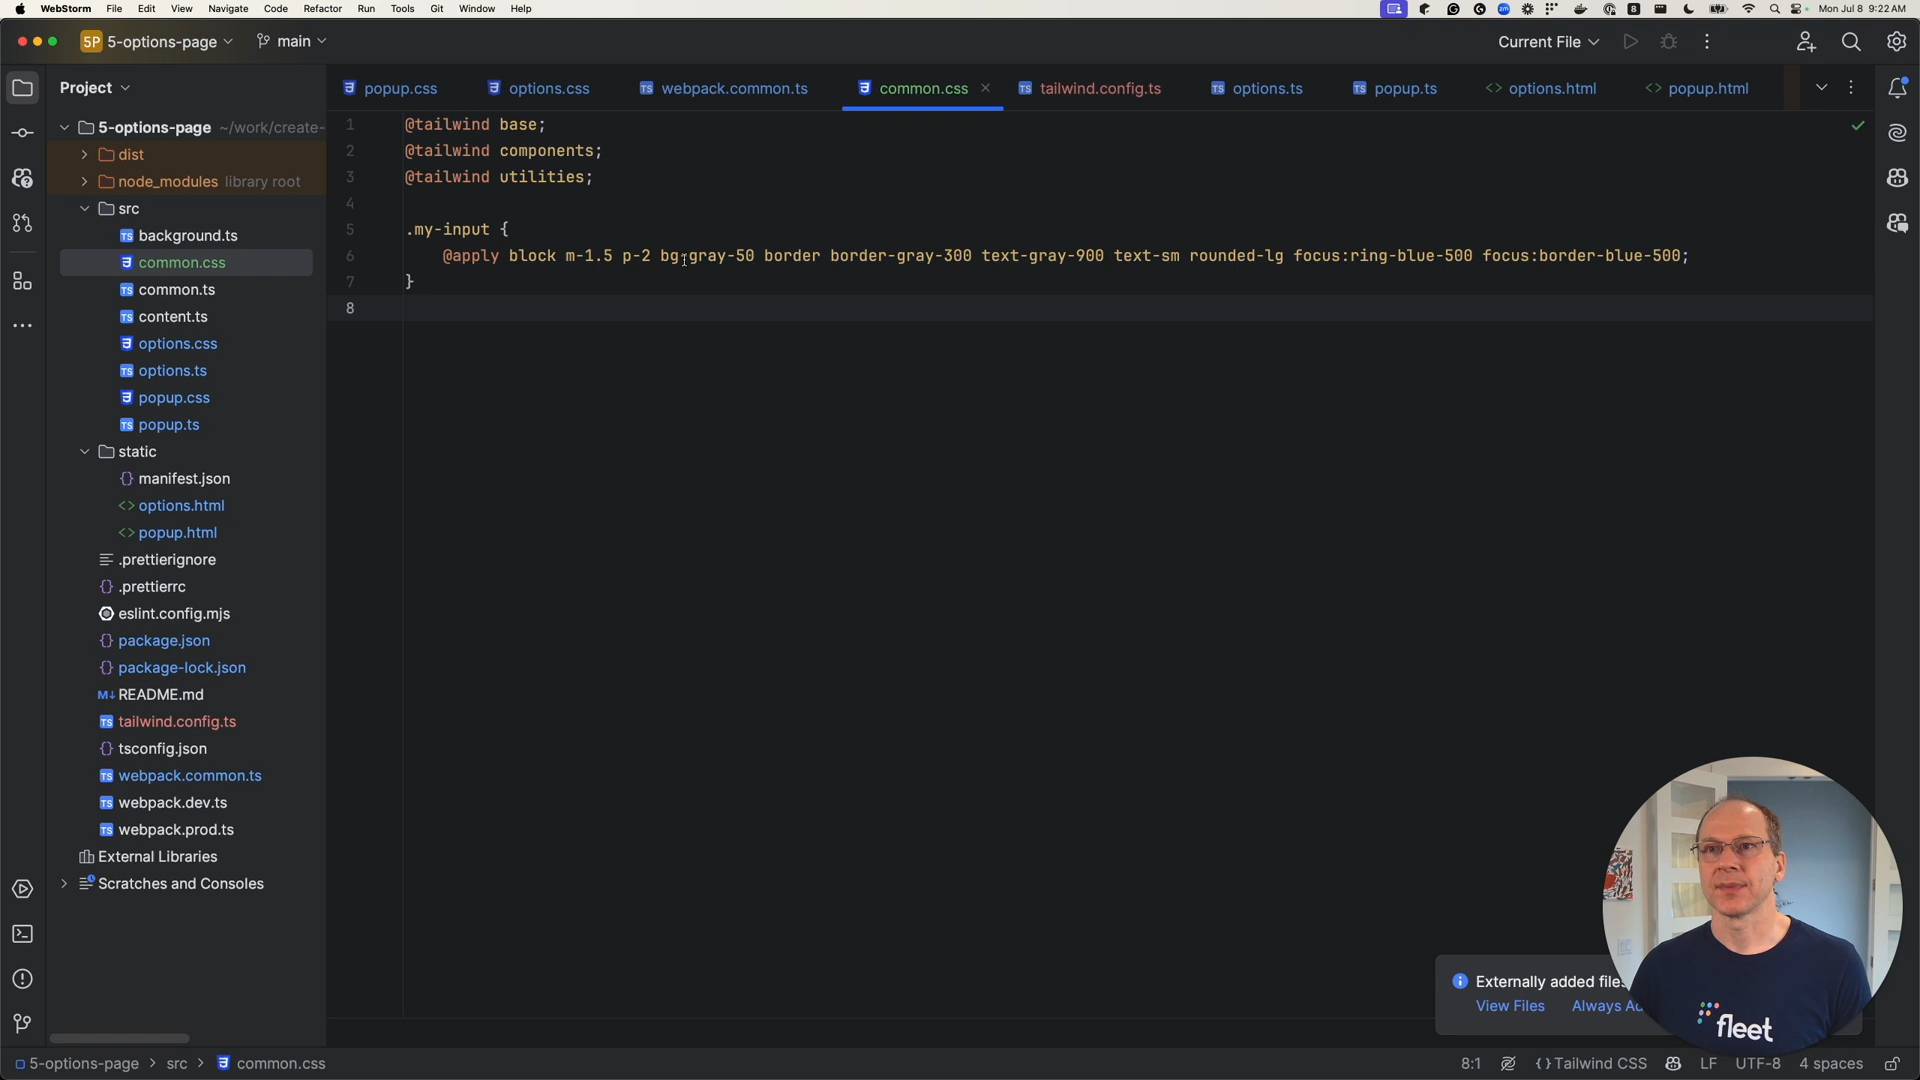 WebStorm File Edit View Navigate Code Refactor Run Tools Git Window Help Mon Jul 8 9:22 AM
5P 5-options-page main Current File
Project
popup.css options.css webpack.common.ts common.css tailwind.config.ts options.ts popup.ts options.html popup.html
5-options-page ~/work/create-
dist
node_modules library root
src
background.ts
common.css
common.ts
content.ts
options.css
options.ts
popup.css
popup.ts
static
manifest.json
options.html
popup.html
.prettierignore
.prettierrc
eslint.config.mjs
package.json
package-lock.json
README.md
tailwind.config.ts
tsconfig.json
webpack.common.ts
webpack.dev.ts
webpack.prod.ts
External Libraries
Scratches and Consoles
1 @tailwind base;
2 @tailwind components;
3 @tailwind utilities;
4
5 .my-input {
6 @apply block m-1.5 p-2 bg-gray-50 border border-gray-300 text-gray-900 text-sm rounded-lg focus:ring-blue-500 focus:border-blue-500;
7 }
8
Externally added files
View Files Always Ad
fleet
5-options-page > src > common.css 8:1 {} Tailwind CSS LF UTF-8 4 spaces